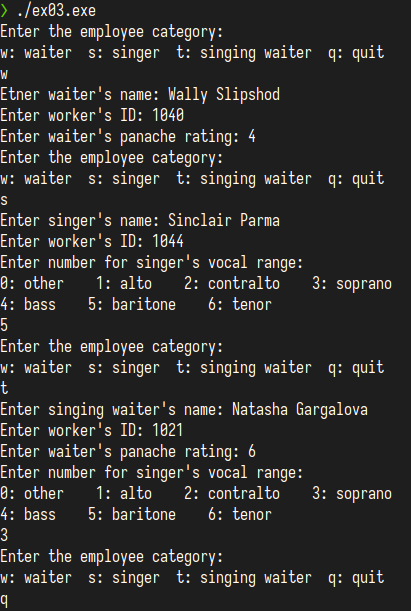 ❯ ./ex03.exe
Enter the employee category:
w: waiter  s: singer  t: singing waiter  q: quit
w
Etner waiter's name: Wally Slipshod
Enter worker's ID: 1040
Enter waiter's panache rating: 4
Enter the employee category:
w: waiter  s: singer  t: singing waiter  q: quit
s
Enter singer's name: Sinclair Parma
Enter worker's ID: 1044
Enter number for singer's vocal range:
0: other    1: alto    2: contralto    3: soprano
4: bass    5: baritone    6: tenor
5
Enter the employee category:
w: waiter  s: singer  t: singing waiter  q: quit
t
Enter singing waiter's name: Natasha Gargalova
Enter worker's ID: 1021
Enter waiter's panache rating: 6
Enter number for singer's vocal range:
0: other    1: alto    2: contralto    3: soprano
4: bass    5: baritone    6: tenor
3
Enter the employee category:
w: waiter  s: singer  t: singing waiter  q: quit
q